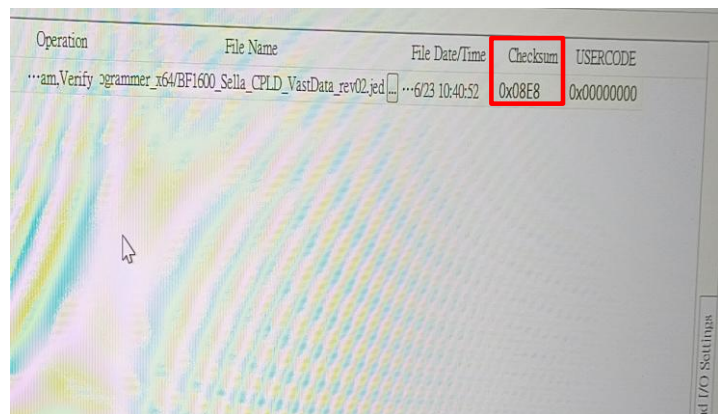 Operation File Name File Date/Time Checksum USERCODE
···am,Verify ogrammer_x64/BF1600_Sella_CPLD_VastData_rev02.jed ... ···6/23 10:40:52 0x08E8 0x00000000
I/O Settings